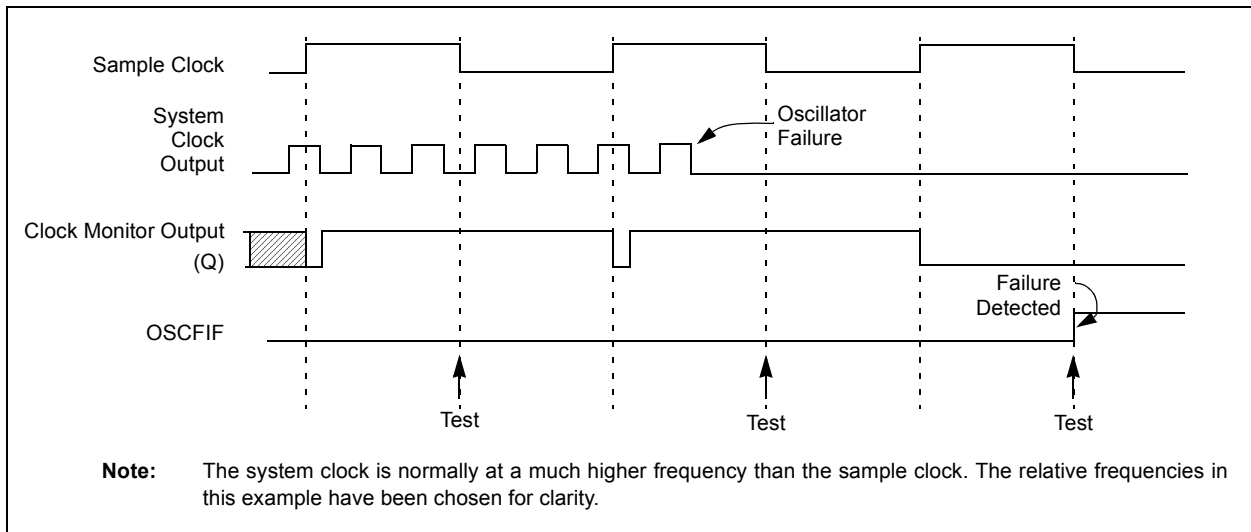 Sample Clock
System
Clock
Output
Oscillator
Failure
Clock Monitor Output
(Q)
Failure
Detected
OSCFIF
Test
Test
Test
Note: The system clock is normally at a much higher frequency than the sample clock. The relative frequencies in
this example have been chosen for clarity.